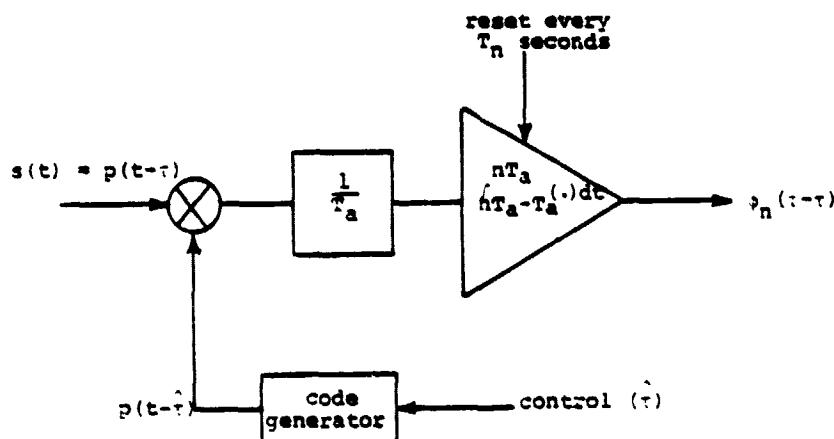 reset every
T_n seconds
s(t) = p(t-τ)
1
T_a
nT_a
∫nT_a-T_a(·)dt
φ_n(τ-τ)
p(t-τ̂)
code
generator
control (τ̂)